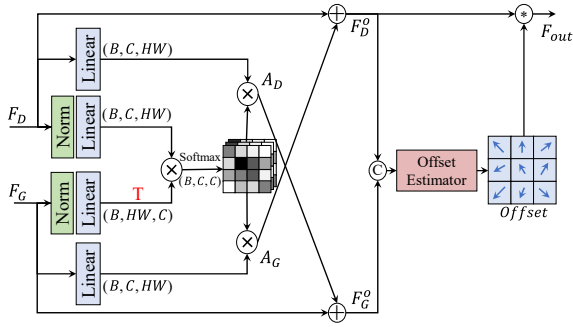 Linear
(B, C, HW)
F_D^o
*
F_out
A_D
F_D
Norm
Linear
(B, C, HW)
Softmax
(B, C, C)
C
Offset
Estimator
F_G
Norm
Linear
T
(B, HW, C)
Offset
A_G
Linear
(B, C, HW)
F_G^o